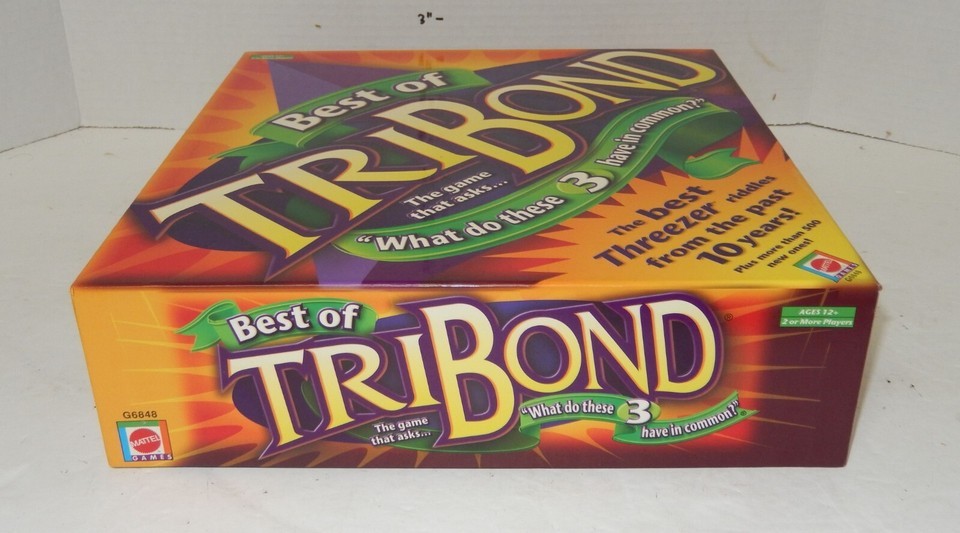 3"-
Best of
TRIBOND
The game
that asks...
"What do these 3 have in common?"
The best
Threezer riddles
from the past
10 years!
Plus more than 500
new ones!
MATTEL
GAMES
Best of
TRIBOND®
The game
that asks...
"What do these 3
have in common?"
AGES 12+
2 or More Players
G6848
MATTEL
GAMES